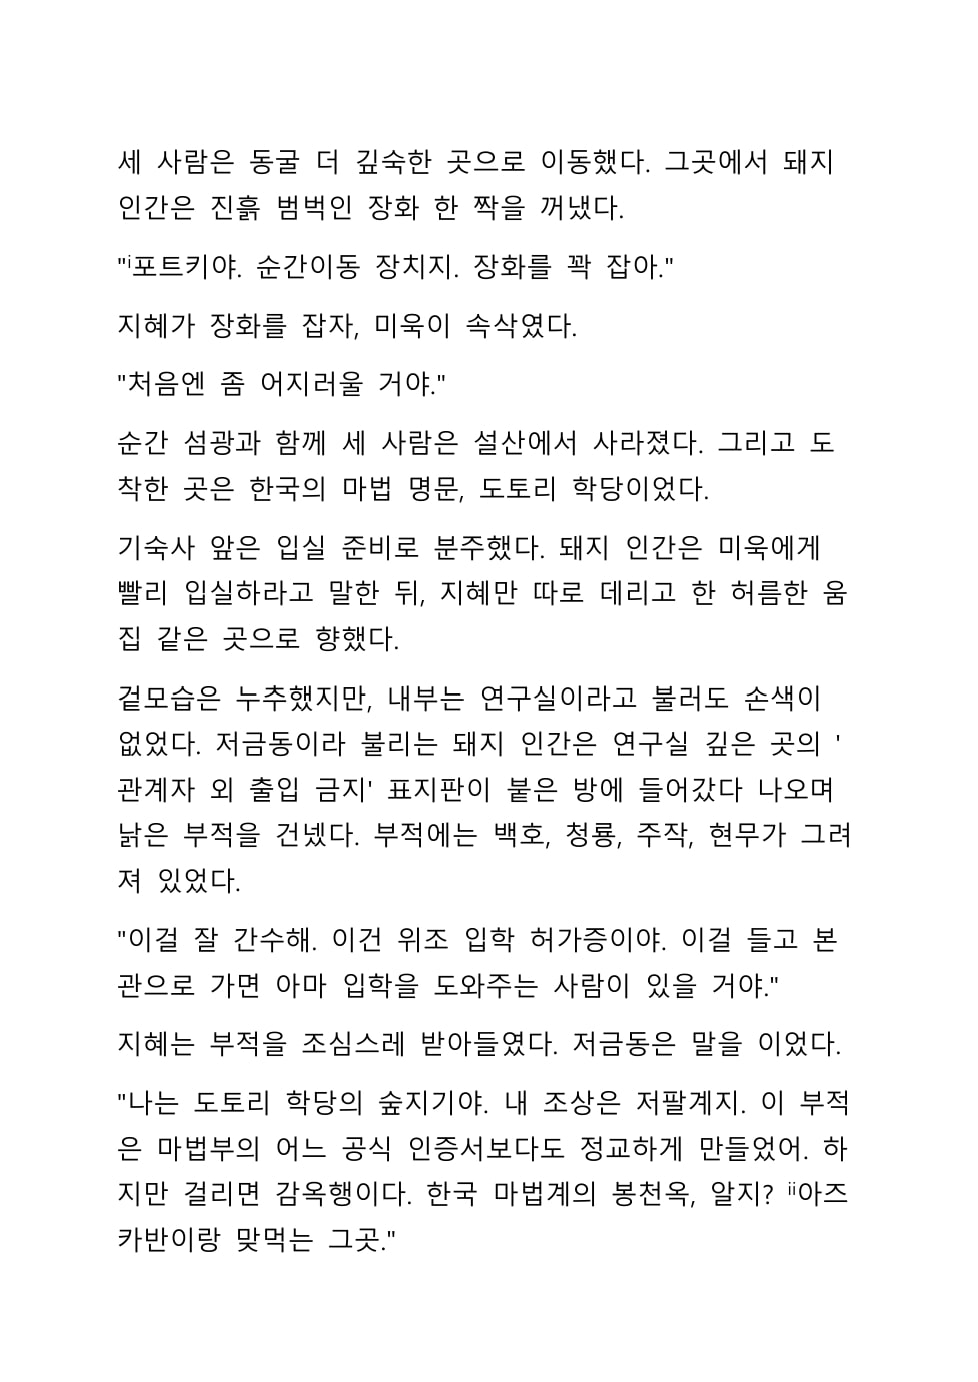 세 사람은 동굴 더 깊숙한 곳으로 이동했다. 그곳에서 돼지
인간은 진흙 범벅인 장화 한 짝을 꺼냈다.
"ⁱ포트키야. 순간이동 장치지. 장화를 꽉 잡아."
지혜가 장화를 잡자, 미욱이 속삭였다.
"처음엔 좀 어지러울 거야."
순간 섬광과 함께 세 사람은 설산에서 사라졌다. 그리고 도
착한 곳은 한국의 마법 명문, 도토리 학당이었다.
기숙사 앞은 입실 준비로 분주했다. 돼지 인간은 미욱에게
빨리 입실하라고 말한 뒤, 지혜만 따로 데리고 한 허름한 움
집 같은 곳으로 향했다.
겉모습은 누추했지만, 내부는 연구실이라고 불러도 손색이
없었다. 저금동이라 불리는 돼지 인간은 연구실 깊은 곳의 '
관계자 외 출입 금지' 표지판이 붙은 방에 들어갔다 나오며
낡은 부적을 건넸다. 부적에는 백호, 청룡, 주작, 현무가 그려
져 있었다.
"이걸 잘 간수해. 이건 위조 입학 허가증이야. 이걸 들고 본
관으로 가면 아마 입학을 도와주는 사람이 있을 거야."
지혜는 부적을 조심스레 받아들였다. 저금동은 말을 이었다.
"나는 도토리 학당의 숲지기야. 내 조상은 저팔계지. 이 부적
은 마법부의 어느 공식 인증서보다도 정교하게 만들었어. 하
지만 걸리면 감옥행이다. 한국 마법계의 봉천옥, 알지? ⁱⁱ아즈
카반이랑 맞먹는 그곳."